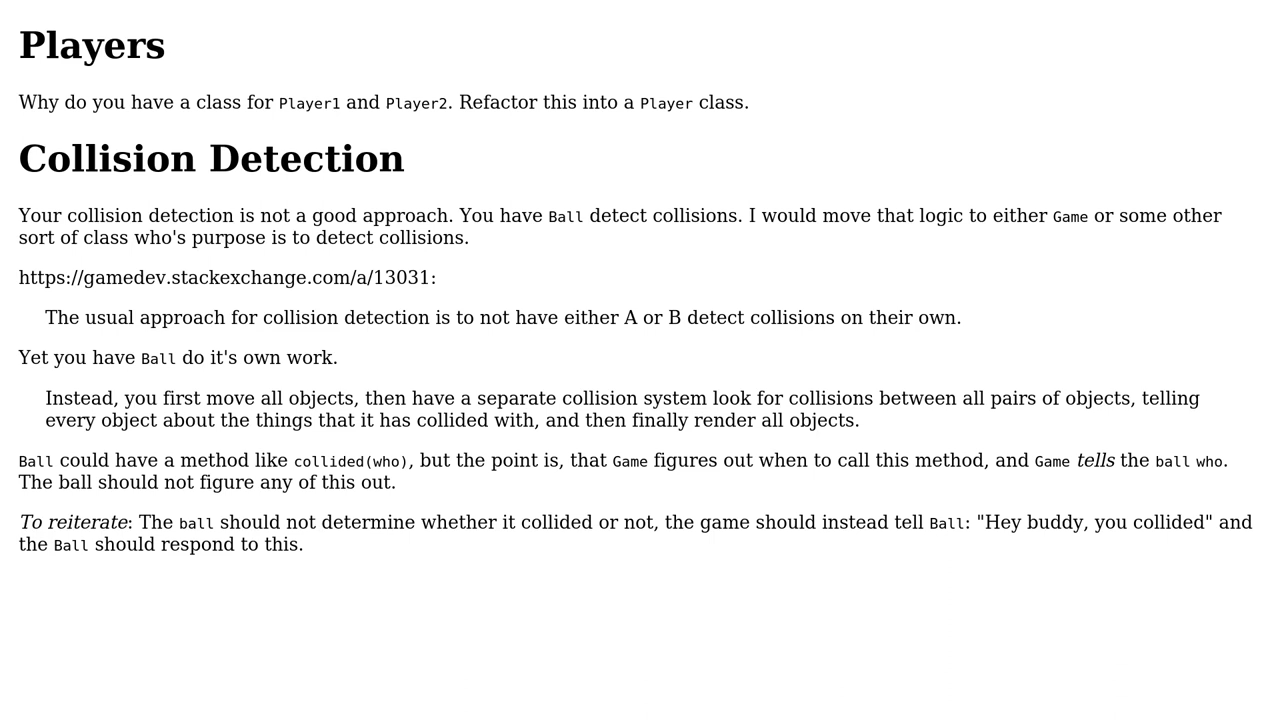 Players
Why do you have a class for Player1 and Player2. Refactor this into a Player class.
Collision Detection
Your collision detection is not a good approach. You have Ball detect collisions. I would move that logic to either Game or some other
sort of class who's purpose is to detect collisions.
https://gamedev.stackexchange.com/a/13031:
The usual approach for collision detection is to not have either A or B detect collisions on their own.
Yet you have Ball do it's own work.
Instead, you first move all objects, then have a separate collision system look for collisions between all pairs of objects, telling
every object about the things that it has collided with, and then finally render all objects.
Ball could have a method like collided(who), but the point is, that Game figures out when to call this method, and Game tells the ball who.
The ball should not figure any of this out.
To reiterate: The ball should not determine whether it collided or not, the game should instead tell Ball: "Hey buddy, you collided" and
the Ball should respond to this.